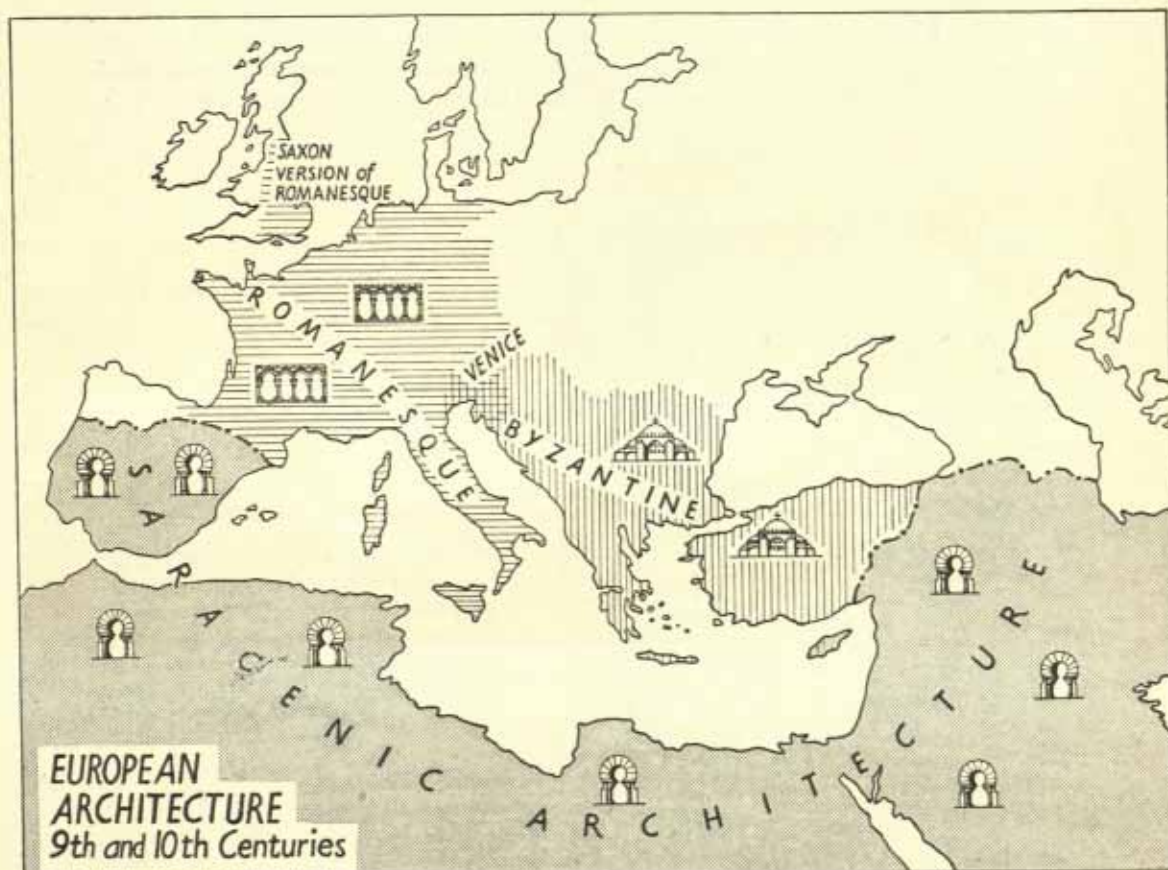 SAXON
VERSION of
ROMANESQUE
ROMANESQUE
VENICE
BYZANTINE
SARACENIC ARCHITECTURE
EUROPEAN
ARCHITECTURE
9th and 10th Centuries